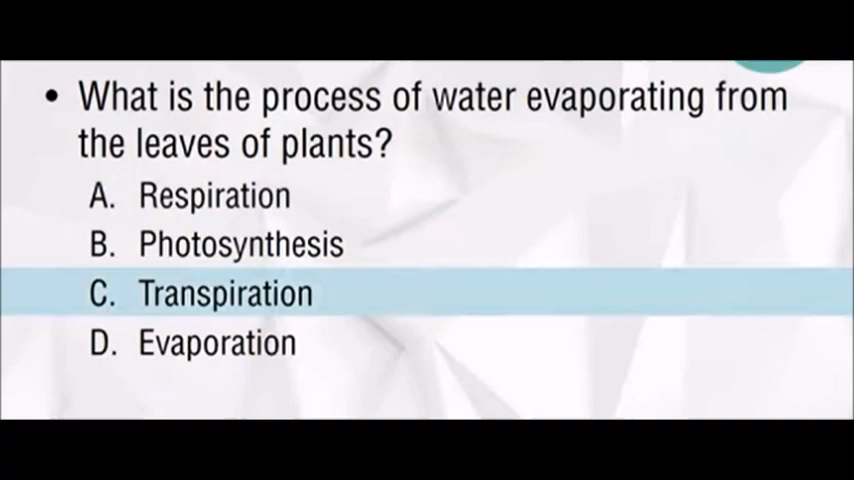 • What is the process of water evaporating from
the leaves of plants?
A. Respiration
B. Photosynthesis
C. Transpiration
D. Evaporation